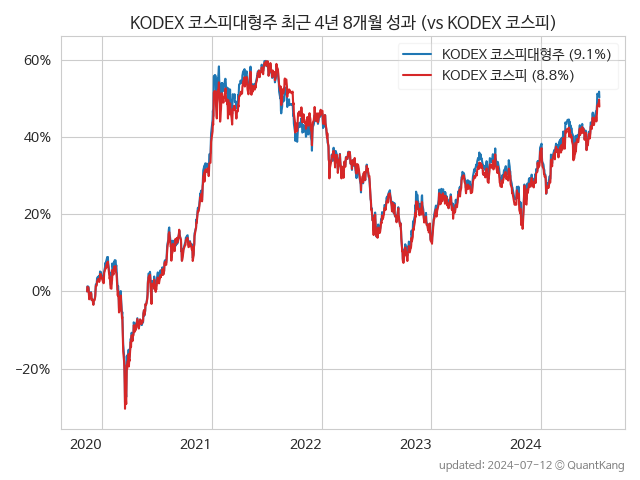 KODEX 코스피대형주 최근 4년 8개월 성과 (vs KODEX 코스피)
KODEX 코스피대형주 (9.1%)
KODEX 코스피 (8.8%)
60%
40%
20%
0%
−20%
2020 2021 2022 2023 2024
updated: 2024-07-12 © QuantKang